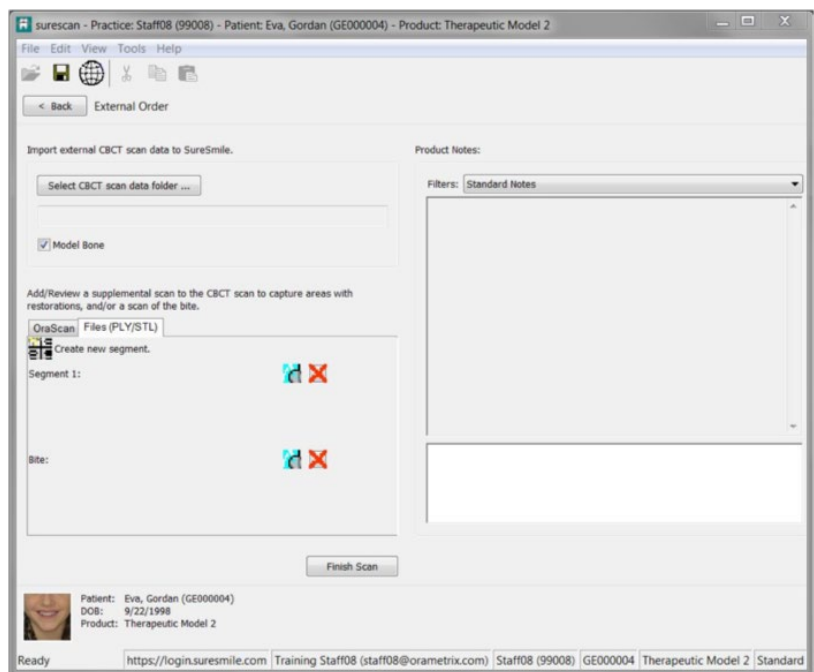 surescan - Practice: Staff08 (99008) - Patient: Eva, Gordan (GE000004) - Product: Therapeutic Model 2
File Edit View Tools Help
< Back External Order
Import external CBCT scan data to SureSmile.
Select CBCT scan data folder ...
Model Bone
Add/Review a supplemental scan to the CBCT scan to capture areas with
restorations, and/or a scan of the bite.
OraScan Files (PLY/STL)
Create new segment.
Segment 1:
Bite:
Finish Scan
Product Notes:
Filters: Standard Notes
Patient: Eva, Gordan (GE000004)
DOB: 9/22/1998
Product: Therapeutic Model 2
Ready https://login.suresmile.com Training Staff08 (staff08@orametrix.com) Staff08 (99008) GE000004 Therapeutic Model 2 Standard